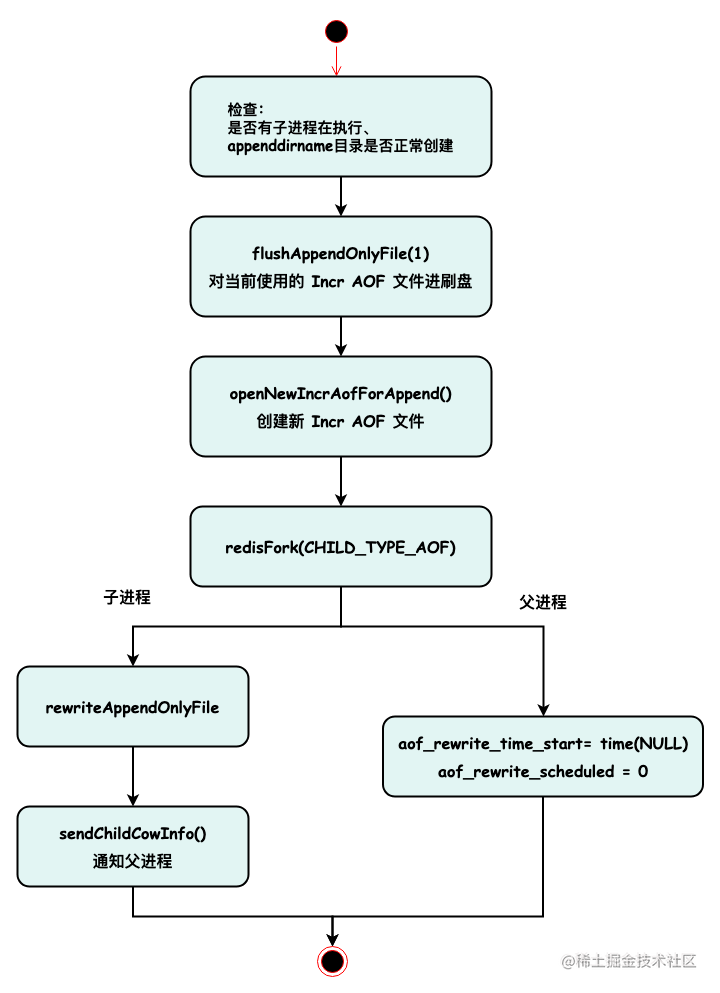 检查：
是否有子进程在执行、
appenddirname目录是否正常创建
flushAppendOnlyFile(1)
对当前使用的 Incr AOF 文件进刷盘
openNewIncrAofForAppend()
创建新 Incr AOF 文件
redisFork(CHILD_TYPE_AOF)
子进程
父进程
rewriteAppendOnlyFile
aof_rewrite_time_start= time(NULL)
aof_rewrite_scheduled = 0
sendChildCowInfo()
通知父进程
@稀土掘金技术社区